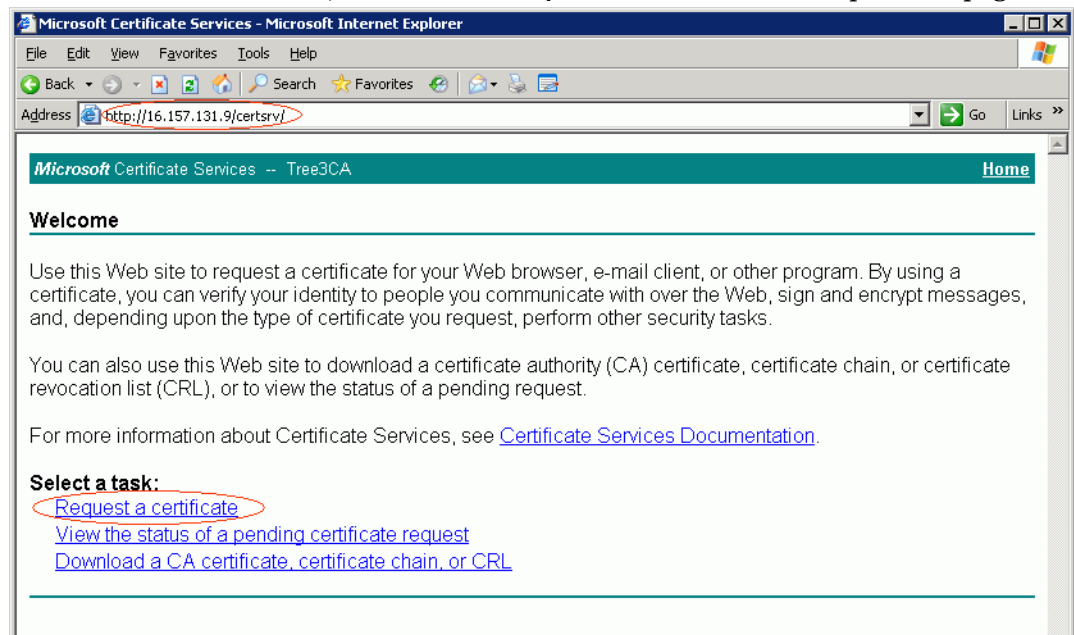 Microsoft Certificate Services - Microsoft Internet Explorer
File Edit View Favorites Tools Help
Back Search Favorites
Address http://16.157.131.9/certsrv/ Go Links »
Microsoft Certificate Services -- Tree3CA Home
Welcome
Use this Web site to request a certificate for your Web browser, e-mail client, or other program. By using a
certificate, you can verify your identity to people you communicate with over the Web, sign and encrypt messages,
and, depending upon the type of certificate you request, perform other security tasks.
You can also use this Web site to download a certificate authority (CA) certificate, certificate chain, or certificate
revocation list (CRL), or to view the status of a pending request.
For more information about Certificate Services, see Certificate Services Documentation.
Select a task:
Request a certificate
View the status of a pending certificate request
Download a CA certificate, certificate chain, or CRL